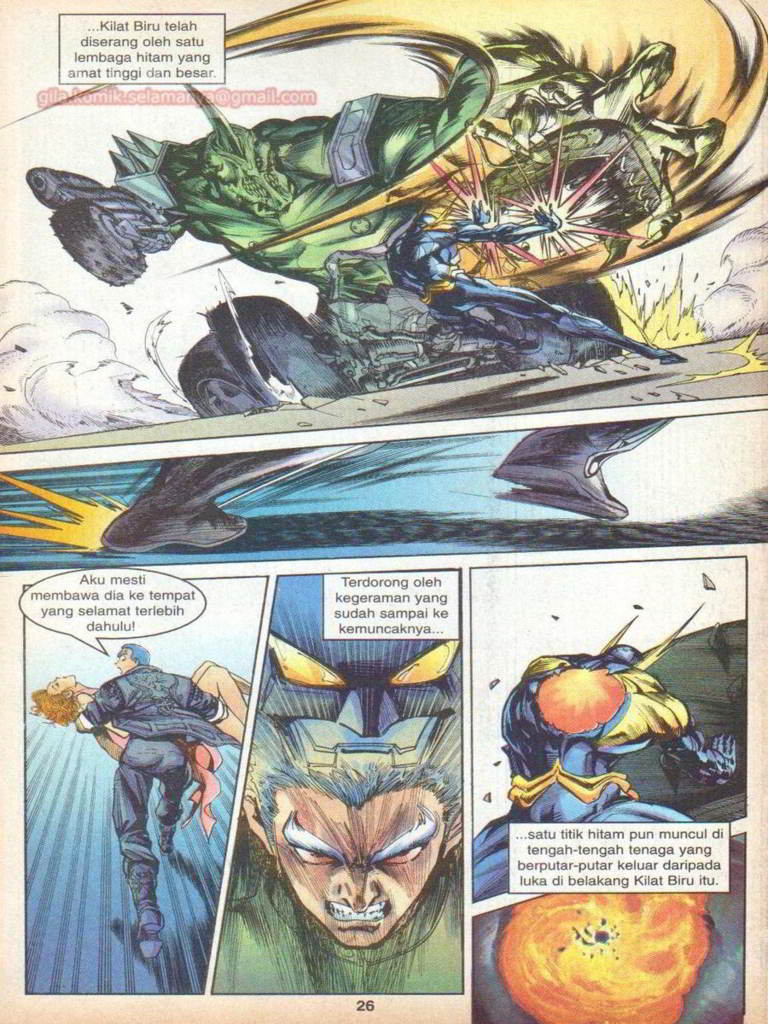 ...Kilat Biru telah
diserang oleh satu
lembaga hitam yang
amat tinggi dan besar.
gila.komik.selamanya@gmail.com
Aku mesti
membawa dia ke tempat
yang selamat terlebih
dahulu!
Terdorong oleh
kegeraman yang
sudah sampai ke
kemuncaknya...
...satu titik hitam pun muncul di
tengah-tengah tenaga yang
berputar-putar keluar daripada
luka di belakang Kilat Biru itu.
26